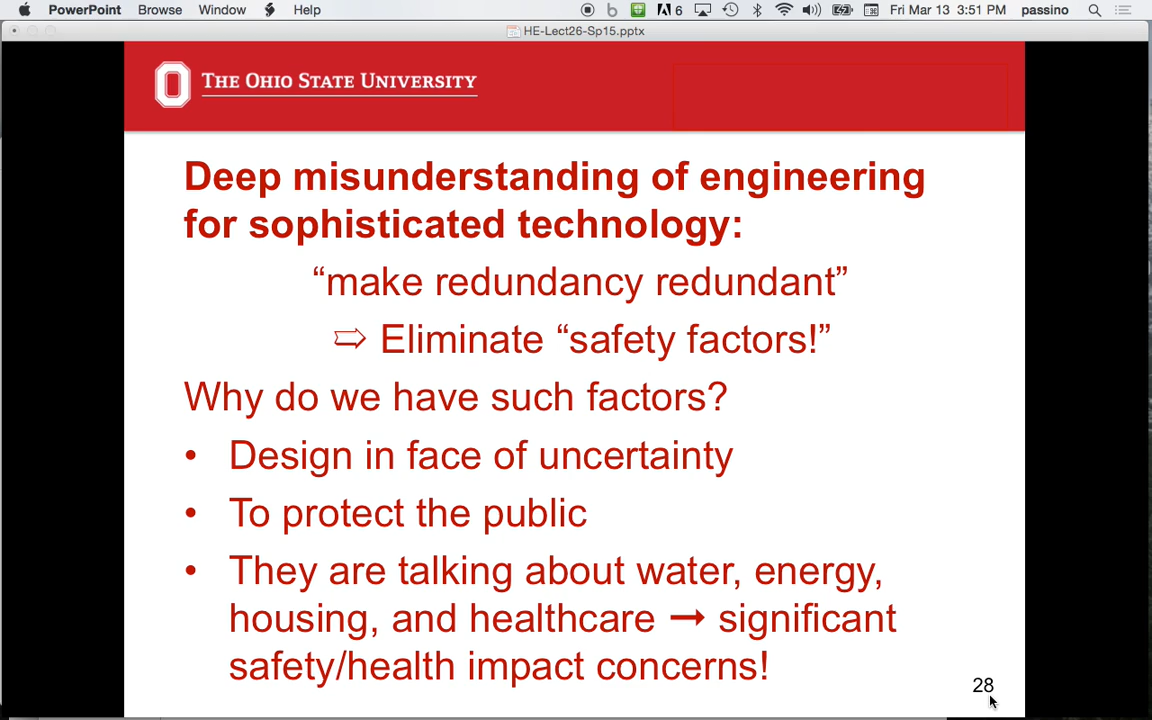 PowerPoint Browse Window Help 6 Fri Mar 13 3:51 PM passino
HE-Lect26-Sp15.pptx
THE OHIO STATE UNIVERSITY
Deep misunderstanding of engineering
for sophisticated technology:
“make redundancy redundant”
⇨ Eliminate “safety factors!”
Why do we have such factors?
• Design in face of uncertainty
• To protect the public
• They are talking about water, energy,
housing, and healthcare → significant
safety/health impact concerns!
28